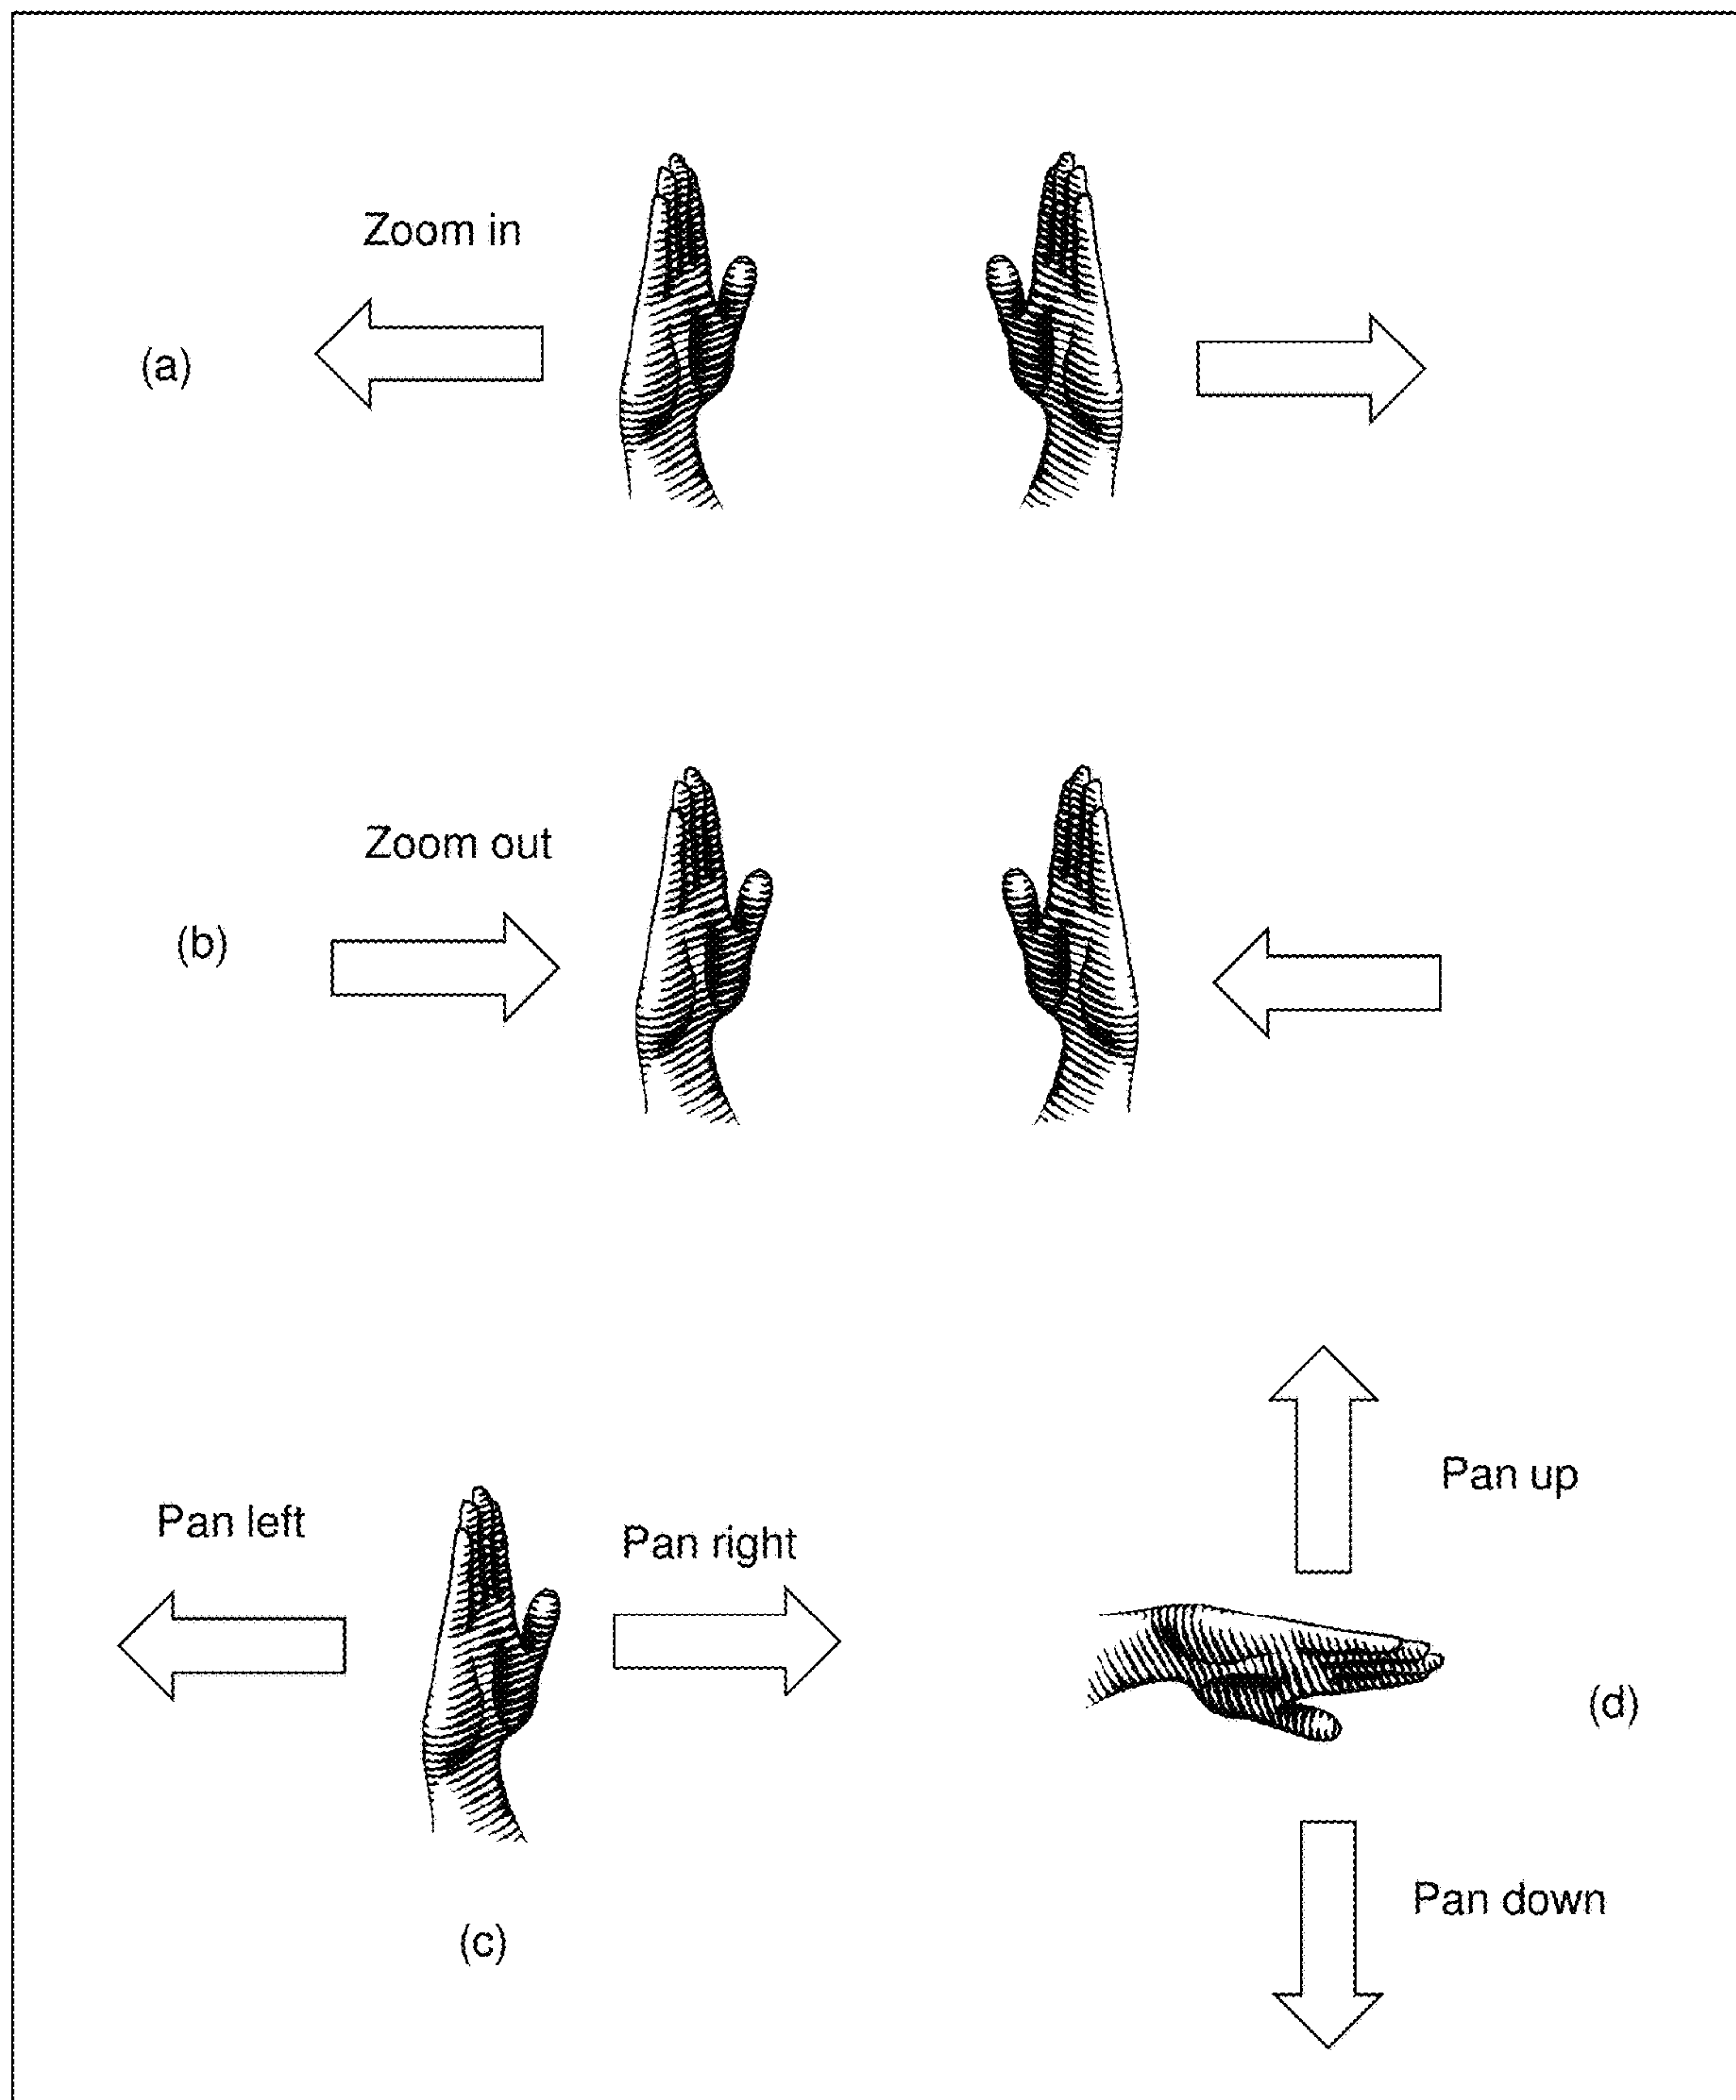 Zoom in
(a)
Zoom out
(b)
Pan up
Pan left
Pan right
(d)
Pan down
(c)